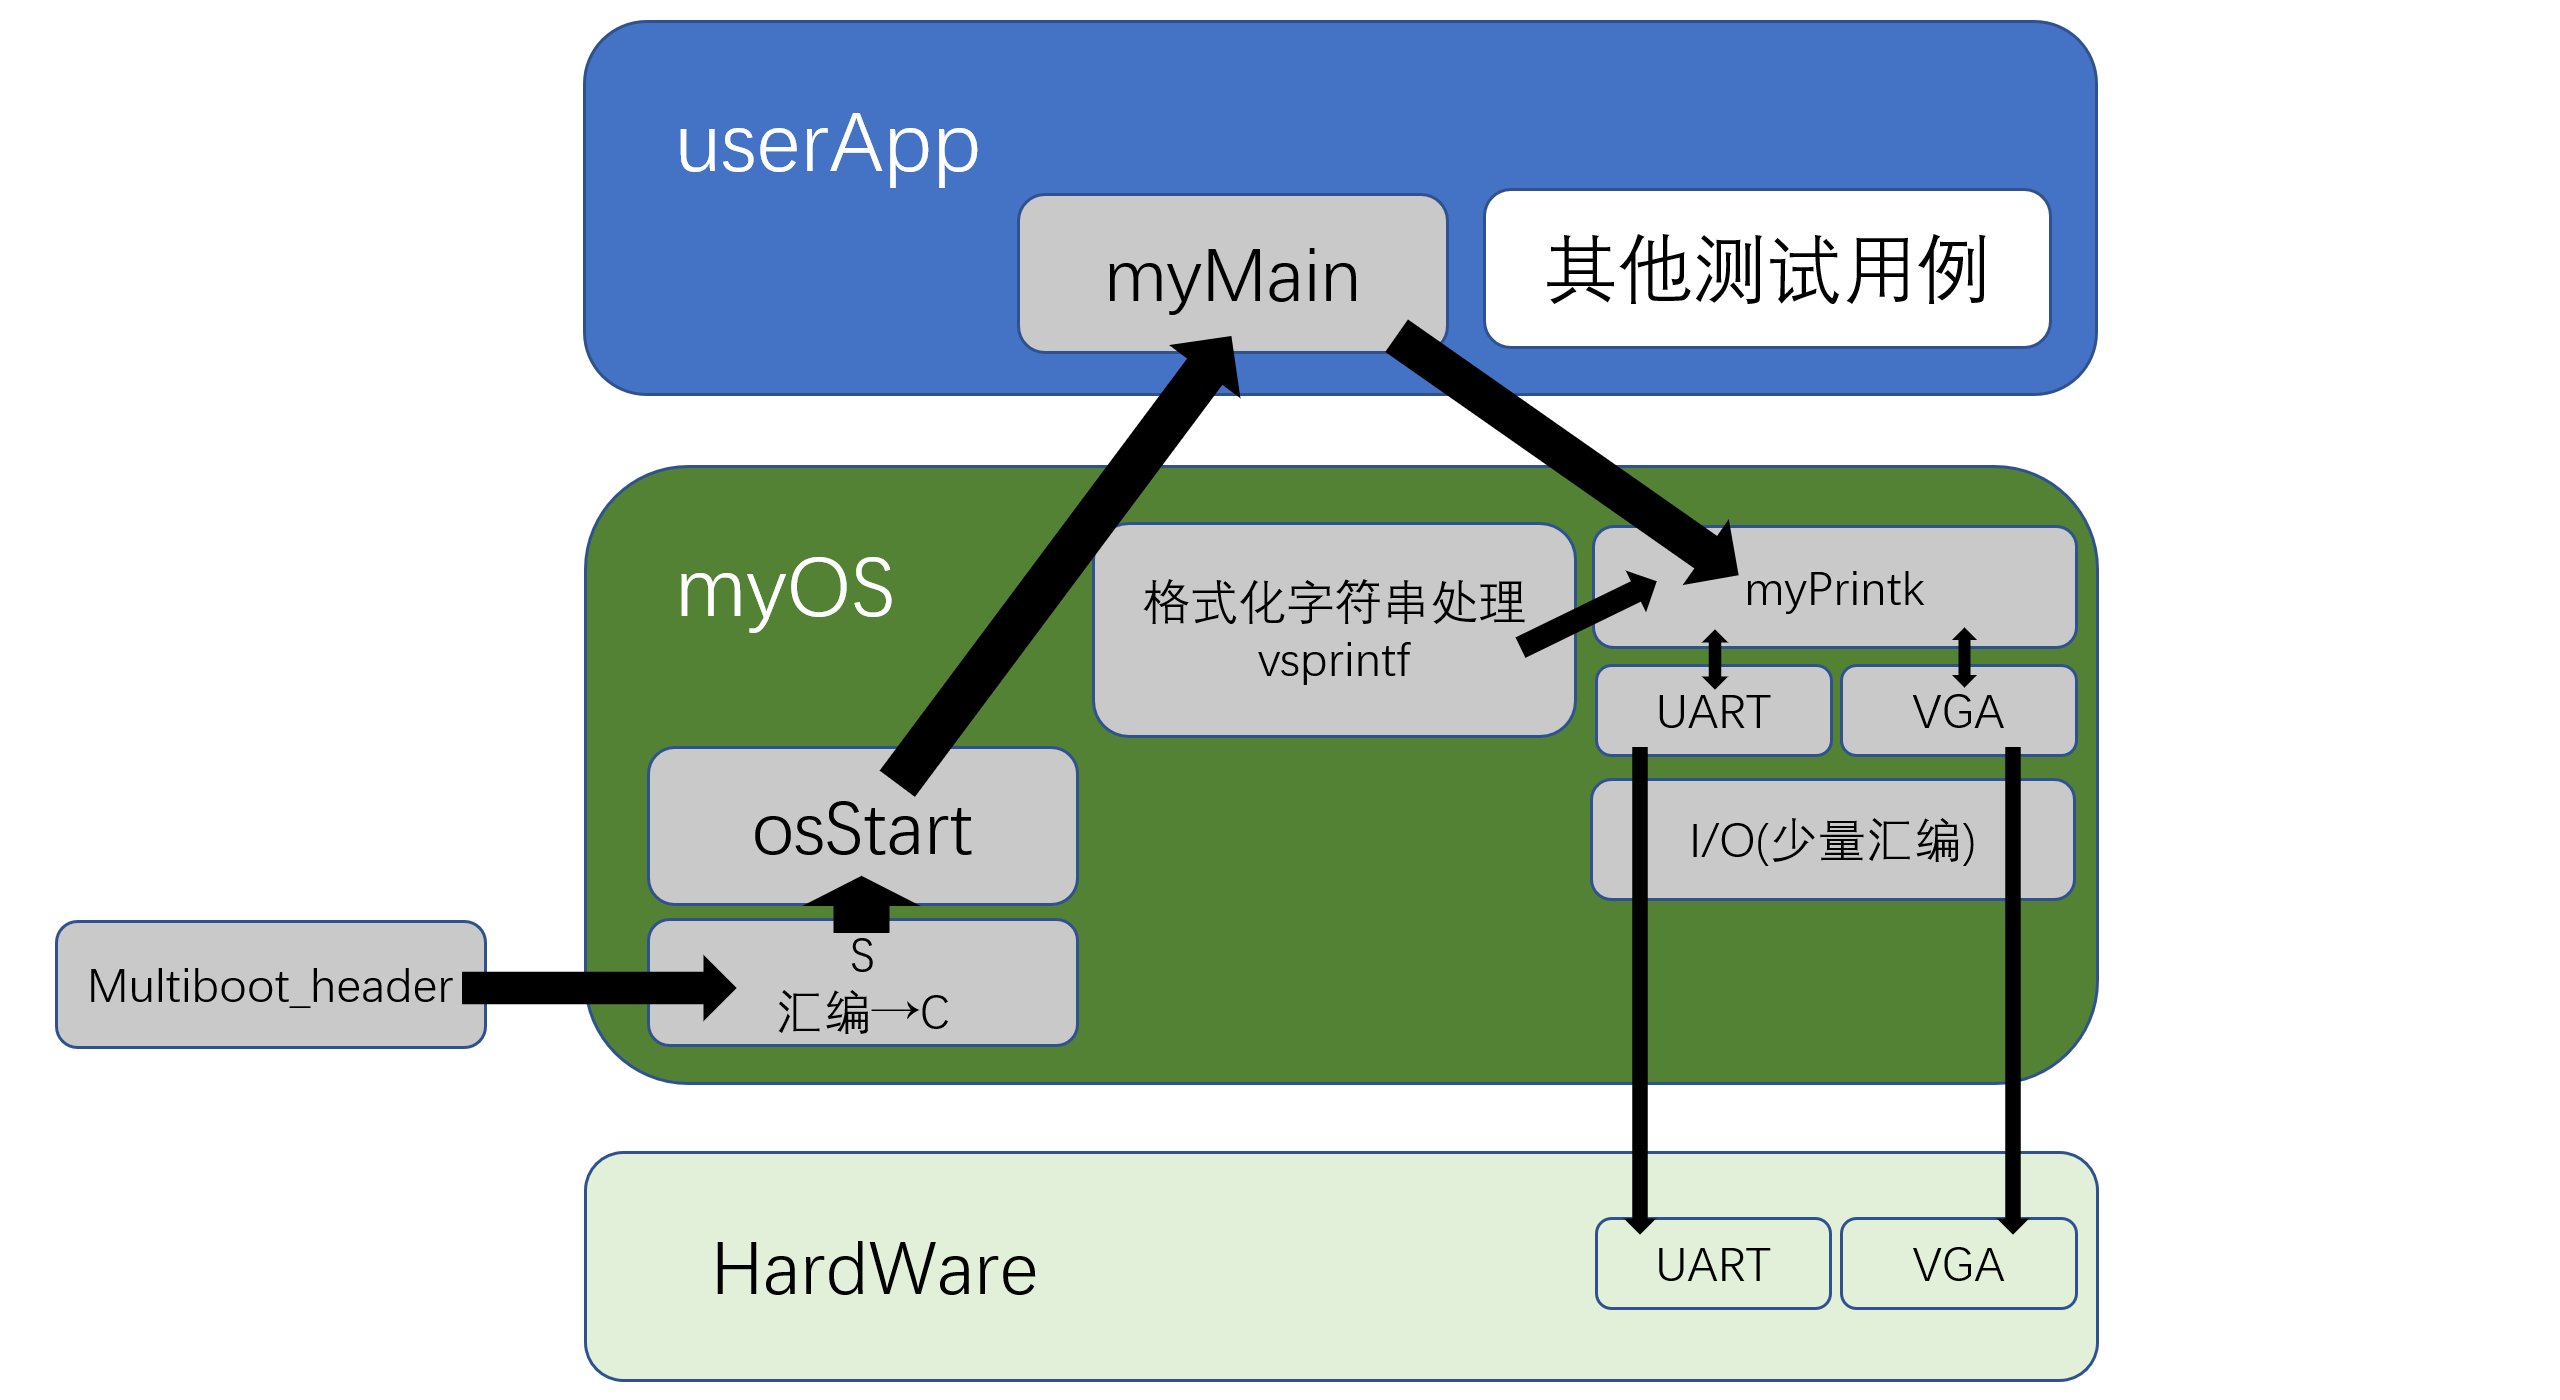 userApp
myMain
其他测试用例
myOS
格式化字符串处理
vsprintf
myPrintk
UART
VGA
I/O(少量汇编)
osStart
S
汇编→C
Multiboot_header
HardWare
UART
VGA